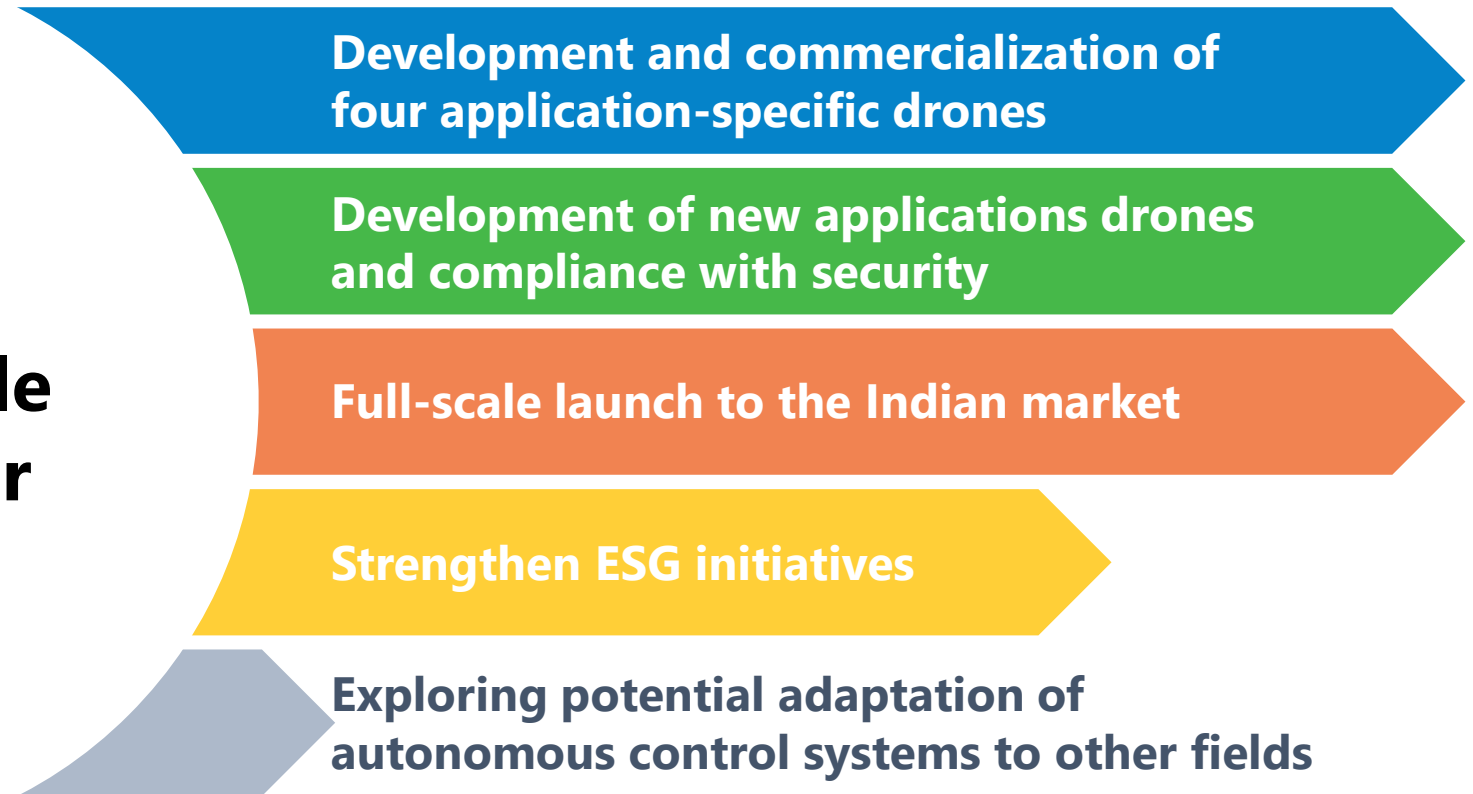 Development and commercialization of
four application-specific drones
Development of new applications drones
and compliance with security
Full-scale launch to the Indian market
Strengthen ESG initiatives
Exploring potential adaptation of
autonomous control systems to other fields